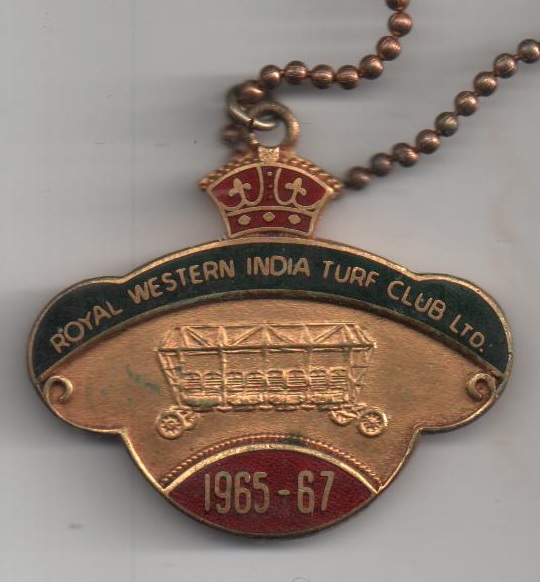 ROYAL WESTERN INDIA TURF CLUB LTD.
1965-67